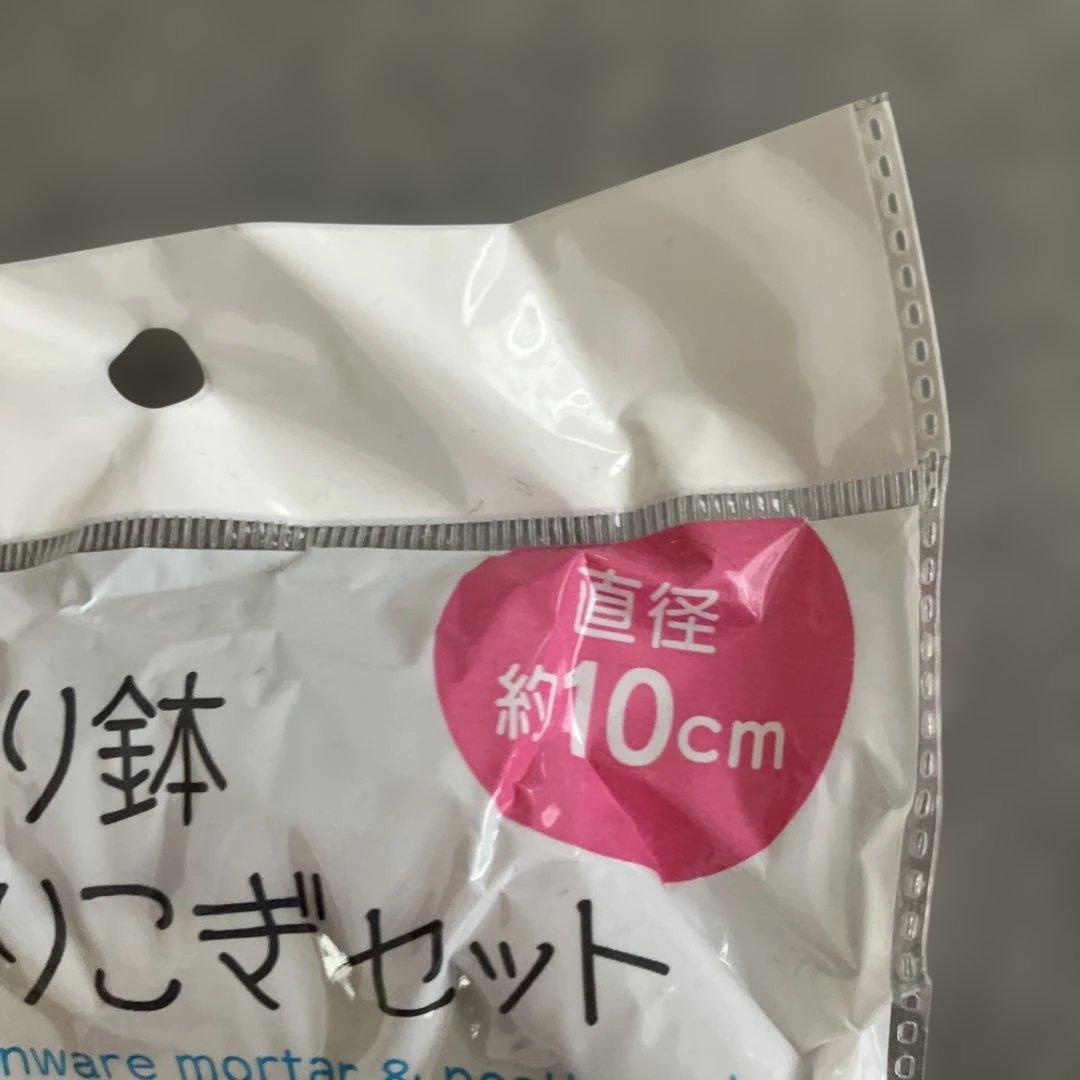 直径
約10cm
り鉢
りこぎセット
nware mortar &